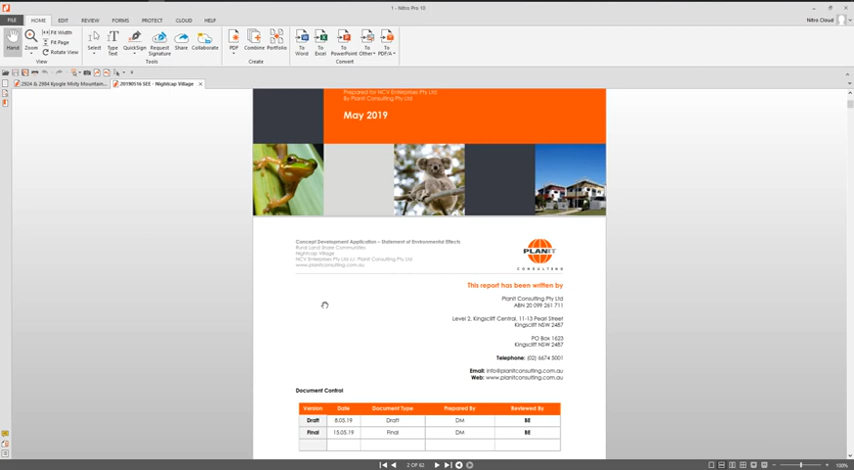 1 - Nitro Pro 10
FILE HOME EDIT REVIEW FORMS PROTECT CLOUD HELP
Nitro Cloud
Hand Zoom Fit Width Fit Page Rotate View
Select Type Text QuickSign Request Signature Share Collaborate
PDF Combine Portfolio
To Word To Excel To PowerPoint To Other To PDF/A
View Tools Create Convert
2924 & 2984 Kyogle Misty Mountain... 20190516 SEE - Nightcap Village
Prepared for NCV Enterprises Pty Ltd
By Planit Consulting Pty Ltd
May 2019
Concept Development Application – Statement of Environmental Effects
Rural Land Share Communities
Nightcap Village
NCV Enterprises Pty Ltd c/- Planit Consulting Pty Ltd
www.planitconsulting.com.au
PLANIT
CONSULTING
This report has been written by
Planit Consulting Pty Ltd
ABN 20 099 261 711
Level 2, Kingscliff Central, 11-13 Pearl Street
Kingscliff NSW 2487
PO Box 1623
Kingscliff NSW 2487
Telephone: (02) 6674 5001
Email: info@planitconsulting.com.au
Web: www.planitconsulting.com.au
Document Control
Version Date Document Type Prepared By Reviewed By
Draft 8.05.19 Draft DM BE
Final 15.05.19 Final DM BE
2 OF 62
100%